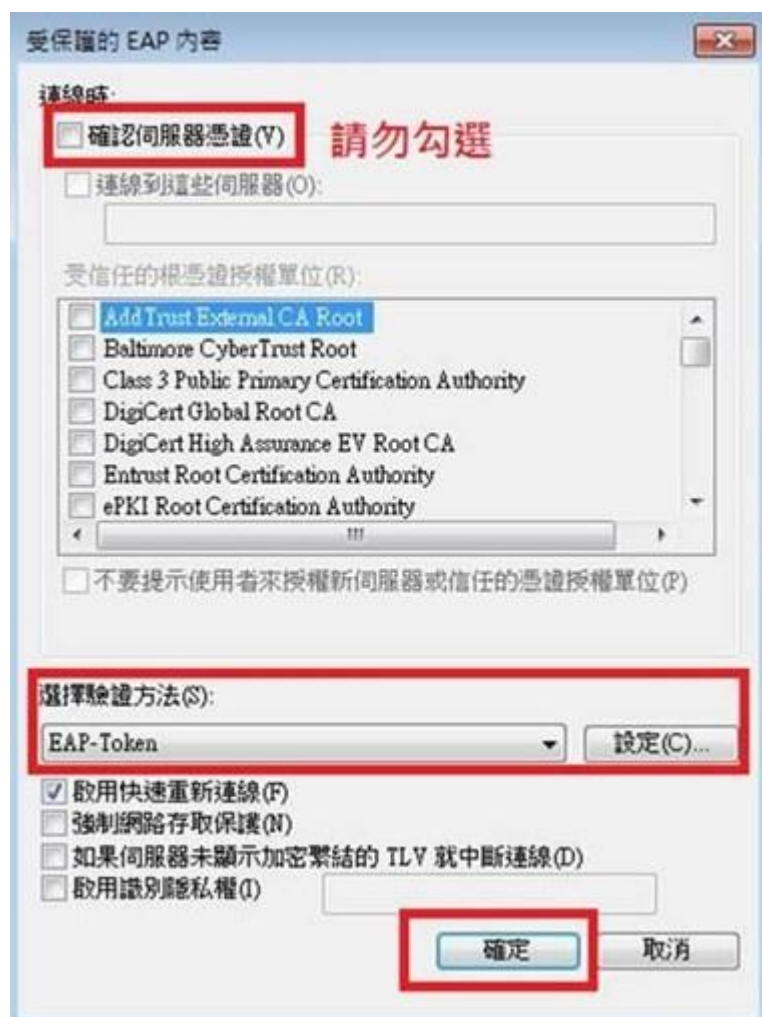 受保護的 EAP 內容
連線時:
確認伺服器憑證(V)
請勿勾選
連線到這些伺服器(O):
受信任的根憑證授權單位(R):
AddTrust External CA Root
Baltimore CyberTrust Root
Class 3 Public Primary Certification Authority
DigiCert Global Root CA
DigiCert High Assurance EV Root CA
Entrust Root Certification Authority
ePKI Root Certification Authority
不要提示使用者來授權新伺服器或信任的憑證授權單位(P)
選擇驗證方法(S):
EAP-Token
設定(C)...
啟用快速重新連線(F)
強制網路存取保護(N)
如果伺服器未顯示加密繫結的 TLV 就中斷連線(D)
啟用識別隱私權(I)
確定
取消